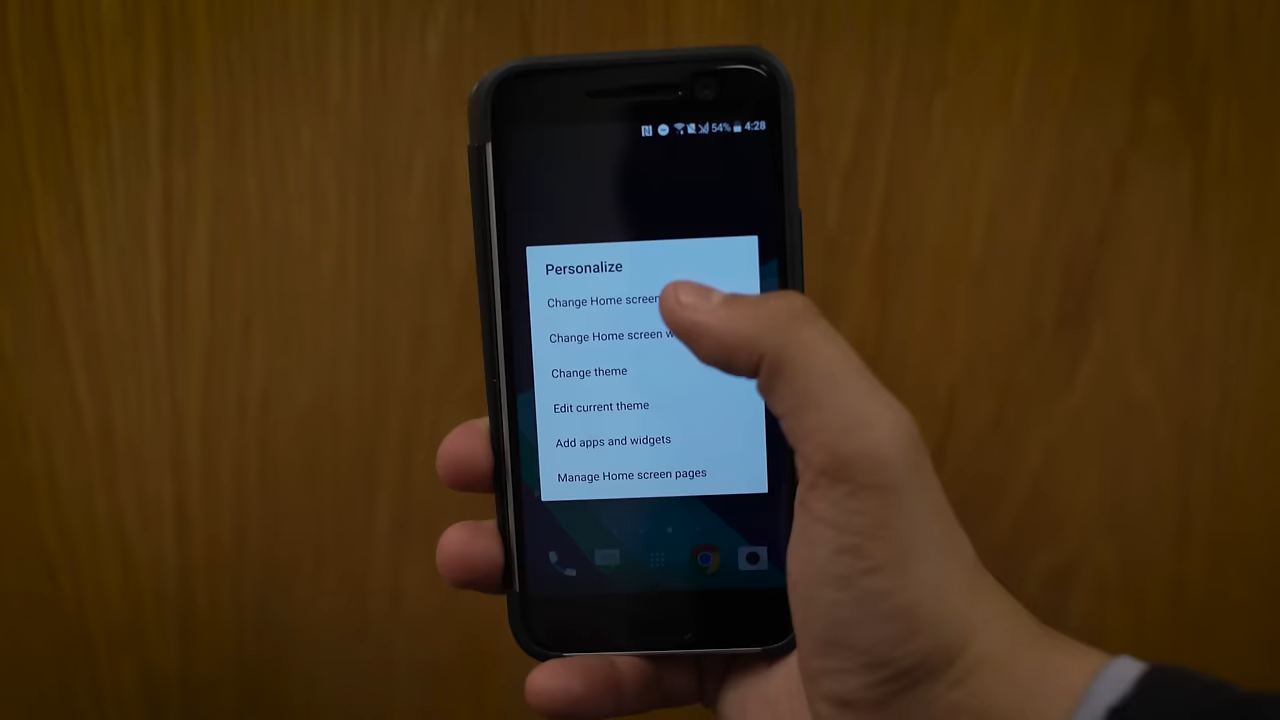 54% 4:28
Personalize
Change Home screen
Change Home screen
Change theme
Edit current theme
Add apps and widgets
Manage Home screen pages